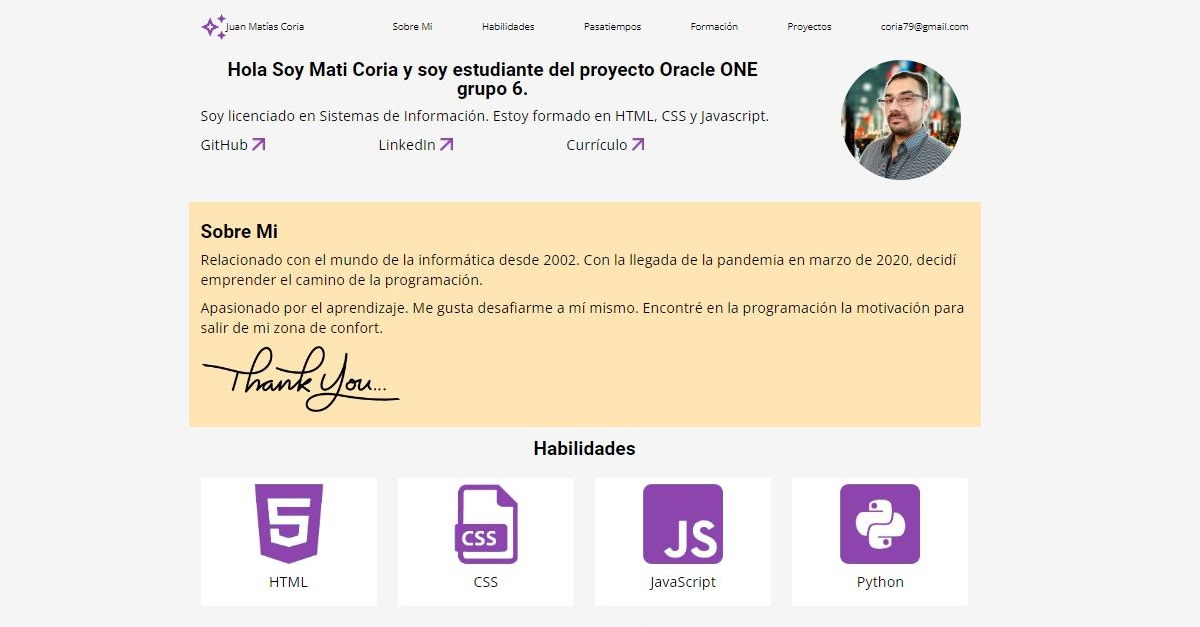 Juan Matías Coria
Sobre Mi
Habilidades
Pasatiempos
Formación
Proyectos
coria79@gmail.com
Hola Soy Mati Coria y soy estudiante del proyecto Oracle ONE
grupo 6.
Soy licenciado en Sistemas de Información. Estoy formado en HTML, CSS y Javascript.
GitHub
LinkedIn
Currículo
Sobre Mi
Relacionado con el mundo de la informática desde 2002. Con la llegada de la pandemia en marzo de 2020, decidí
emprender el camino de la programación.
Apasionado por el aprendizaje. Me gusta desafiarme a mí mismo. Encontré en la programación la motivación para
salir de mi zona de confort.
Thank You...
Habilidades
5
CSS
JS
HTML
CSS
JavaScript
Python